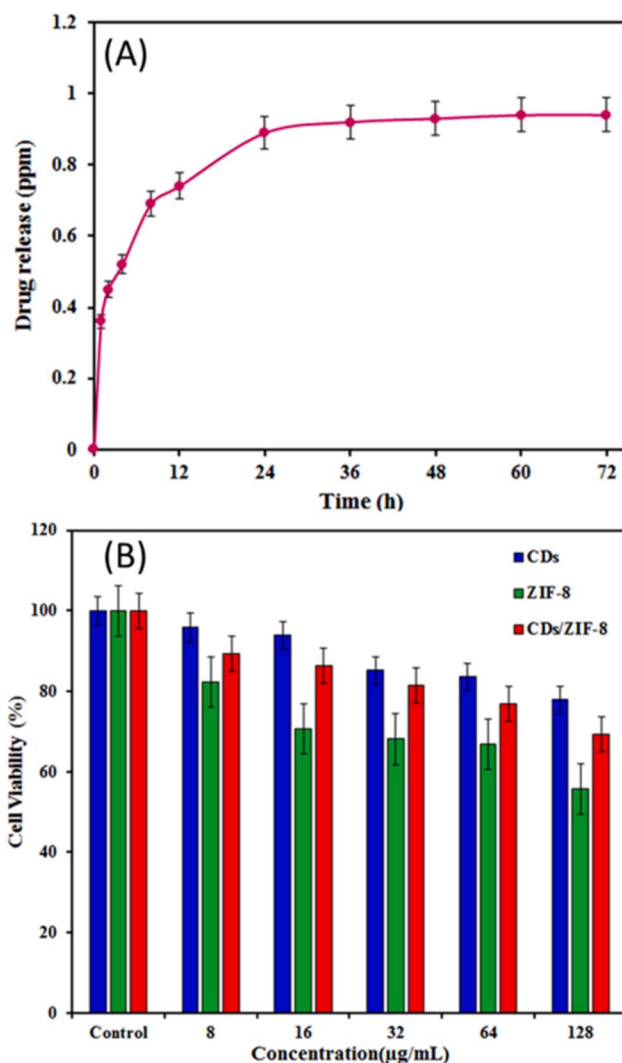 (A)
Drug release (ppm)
1.2
1
0.8
0.6
0.4
0.2
0
0 12 24 36 48 60 72
Time (h)
(B)
CDs
ZIF-8
CDs/ZIF-8
Cell Viability (%)
120
100
80
60
40
20
0
Control 8 16 32 64 128
Concentration(µg/mL)